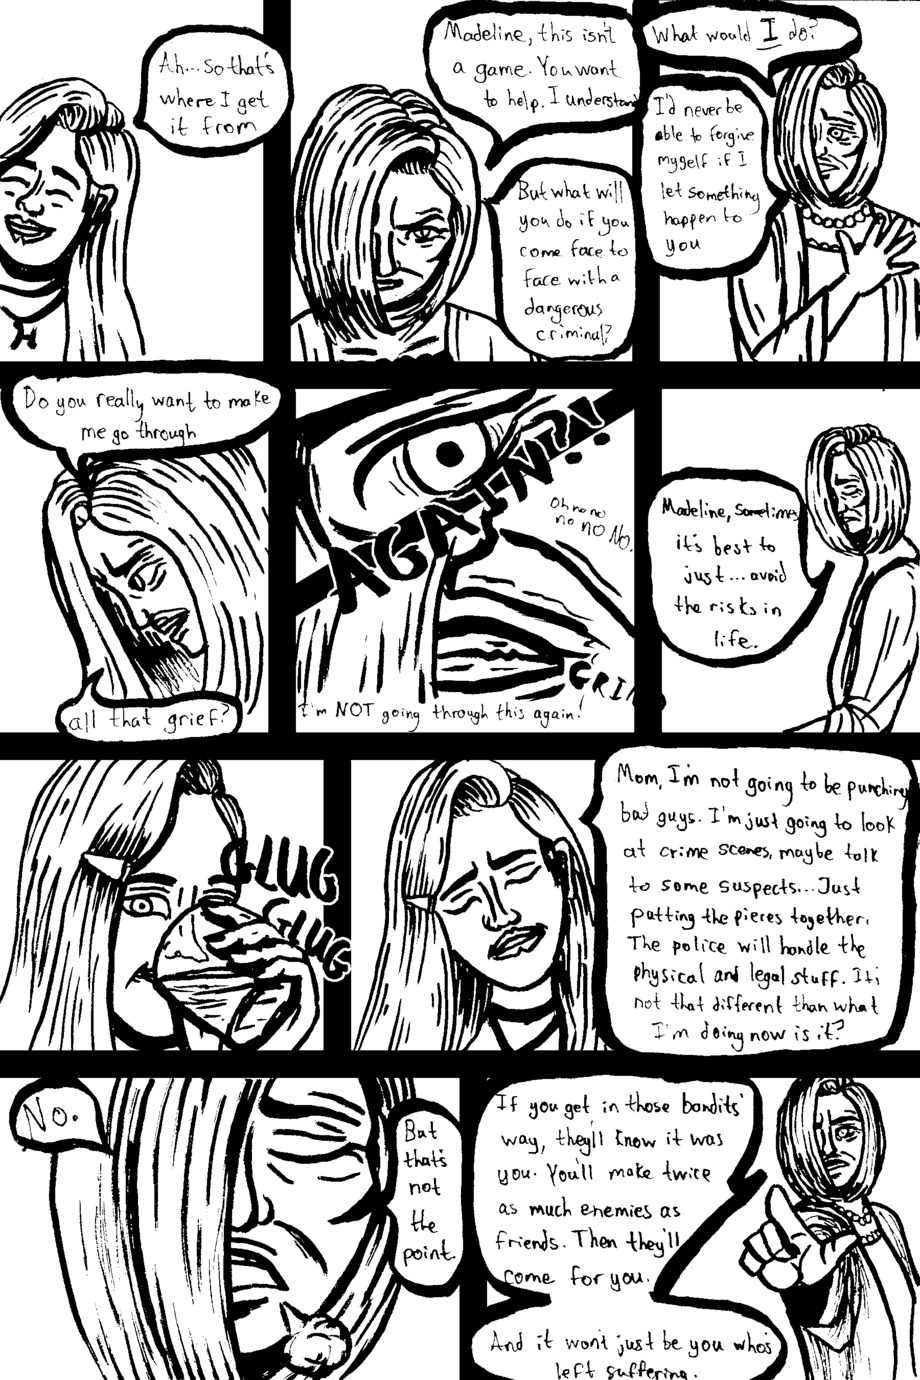 Ah... So that's
where I get
it from
Madeline, this isn't
a game. You want
to help. I understand
But what will
you do if you
come face to
face with a
dangerous
criminal?
What would I do?
I'd never be
able to forgive
myself if I
let something
happen to
you
Do you really want to make
me go through
all that grief?
AGAIN?!
Oh no no
no no No.
GRIN
I'm NOT going through this again!
Madeline, Sometimes
it's best to
just... avoid
the risks in
life.
GLUG
GLUG
GLUG
Mom, I'm not going to be punching
bad guys. I'm just going to look
at crime scenes, maybe talk
to some suspects... Just
putting the pieces together.
The police will handle the
physical and legal stuff. It's
not that different than what
I'm doing now is it?
No.
But
that's
not
the
point.
If you get in those bandits'
way, they'll know it was
you. You'll make twice
as much enemies as
friends. Then they'll
come for you.
And it won't just be you who's
left suffering.